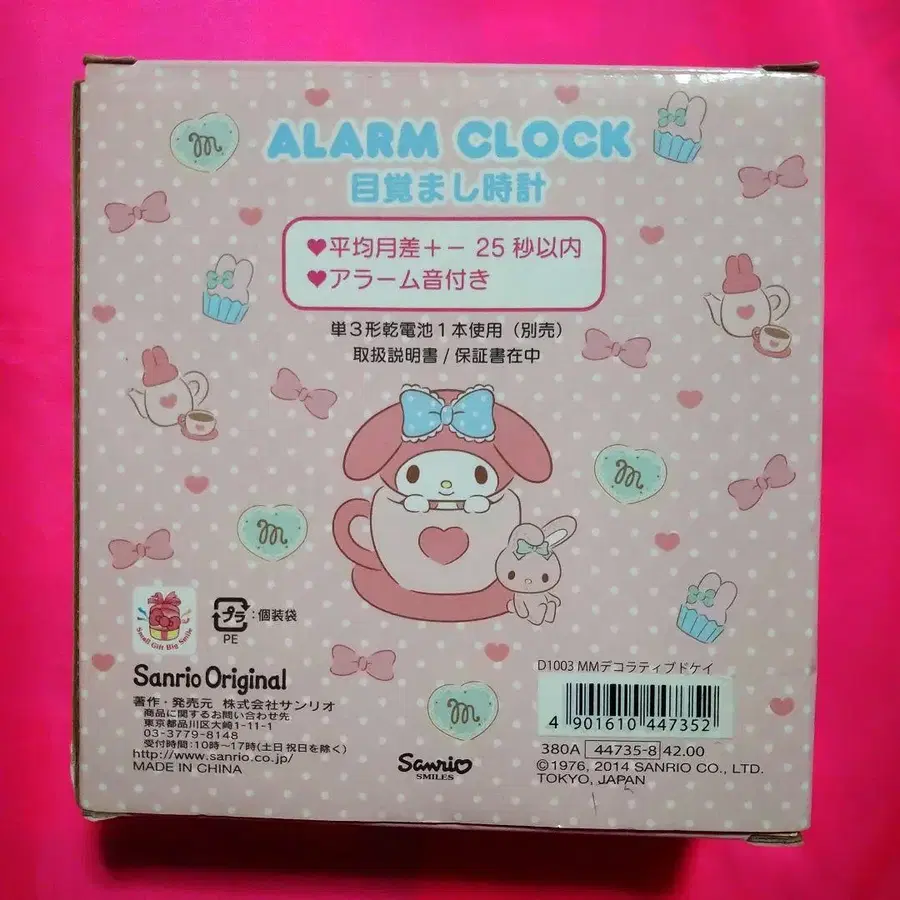 ALARM CLOCK
目覚まし時計
♥平均月差+− 25 秒以内
♥アラーム音付き
単3形乾電池1本使用(別売)
取扱説明書/保証書在中
m
m
m
m
Small Gift Big Smile
プラ:個装袋
PE
Sanrio Original
著作・発売元 株式会社サンリオ
商品に関するお問い合わせ先
東京都品川区大崎1-11-1
03-3779-8148
受付時間:10時〜17時(土日祝日を除く)
http://www.sanrio.co.jp/
MADE IN CHINA
Sanrio
SMILES
D1003 MMデコラティブドケイ
4 901610 447352
380A 44735-8 42.00
©1976, 2014 SANRIO CO., LTD.
TOKYO, JAPAN